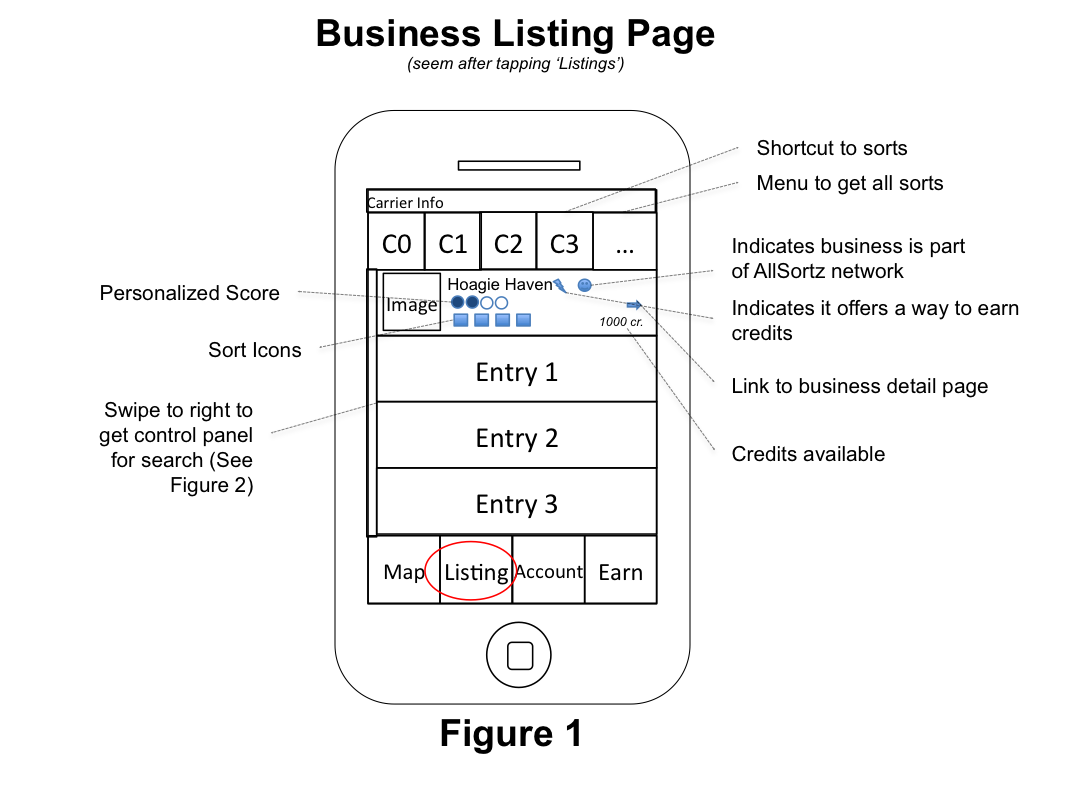 Business Listing Page
(seem after tapping ‘Listings’)
Shortcut to sorts
Menu to get all sorts
Carrier Info
C0 C1 C2 C3 ...
Indicates business is part
of AllSortz network
Personalized Score
Image
Hoagie Haven
1000 cr.
Indicates it offers a way to earn
credits
Sort Icons
Entry 1
Link to business detail page
Swipe to right to
get control panel
for search (See
Figure 2)
Entry 2
Credits available
Entry 3
Map Listing Account Earn
Figure 1